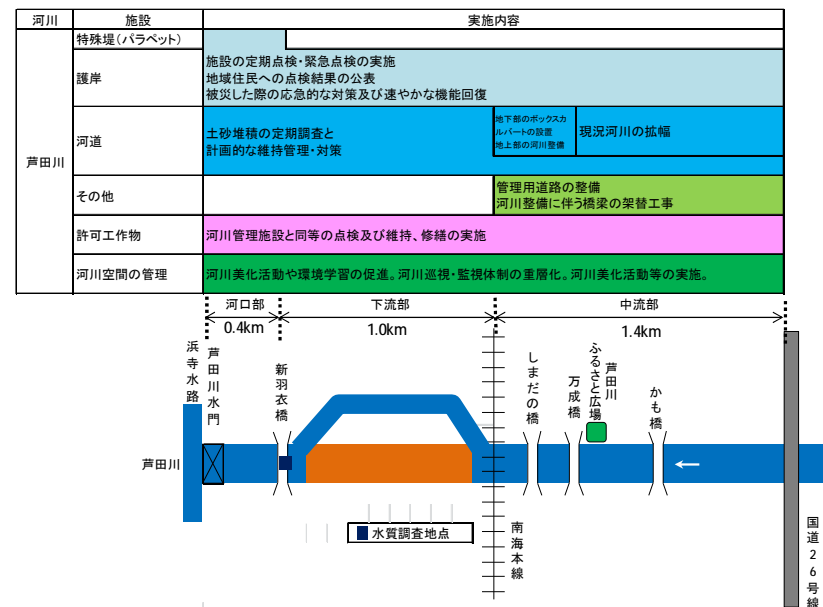 河川 施設 実施内容
特殊堤(パラペット)
芦田川
護岸
施設の定期点検・緊急点検の実施
地域住民への点検結果の公表
被災した際の応急的な対策及び速やかな機能回復
河道
土砂堆積の定期調査と
計画的な維持管理・対策
地下部のボックスカ
ルバートの設置
地上部の河川整備
現況河川の拡幅
その他
管理用道路の整備
河川整備に伴う橋梁の架替工事
許可工作物
河川管理施設と同等の点検及び維持、修繕の実施
河川空間の管理
河川美化活動や環境学習の促進。河川巡視・監視体制の重層化。河川美化活動等の実施。
河口部 下流部 中流部
0.4km 1.0km 1.4km
浜寺水路
芦田川水門
新羽衣橋
しまだの橋
万成橋
芦田川
ふるさと広場
かも橋
芦田川
水質調査地点
南海本線
国道26号線